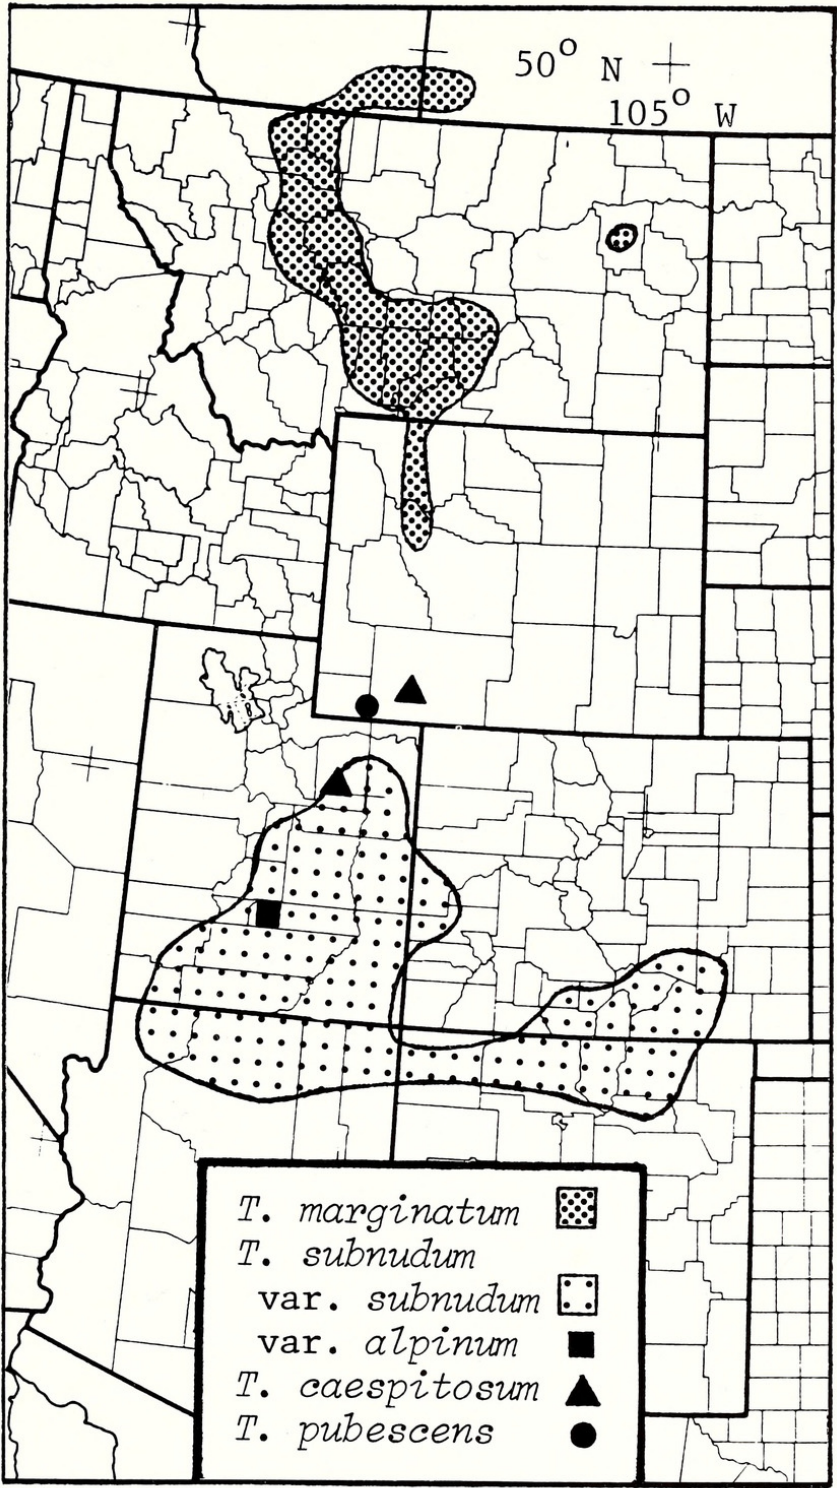 50° N
105° W
T. marginatum
T. subnudum
var. subnudum
var. alpinum
T. caespitosum
T. pubescens